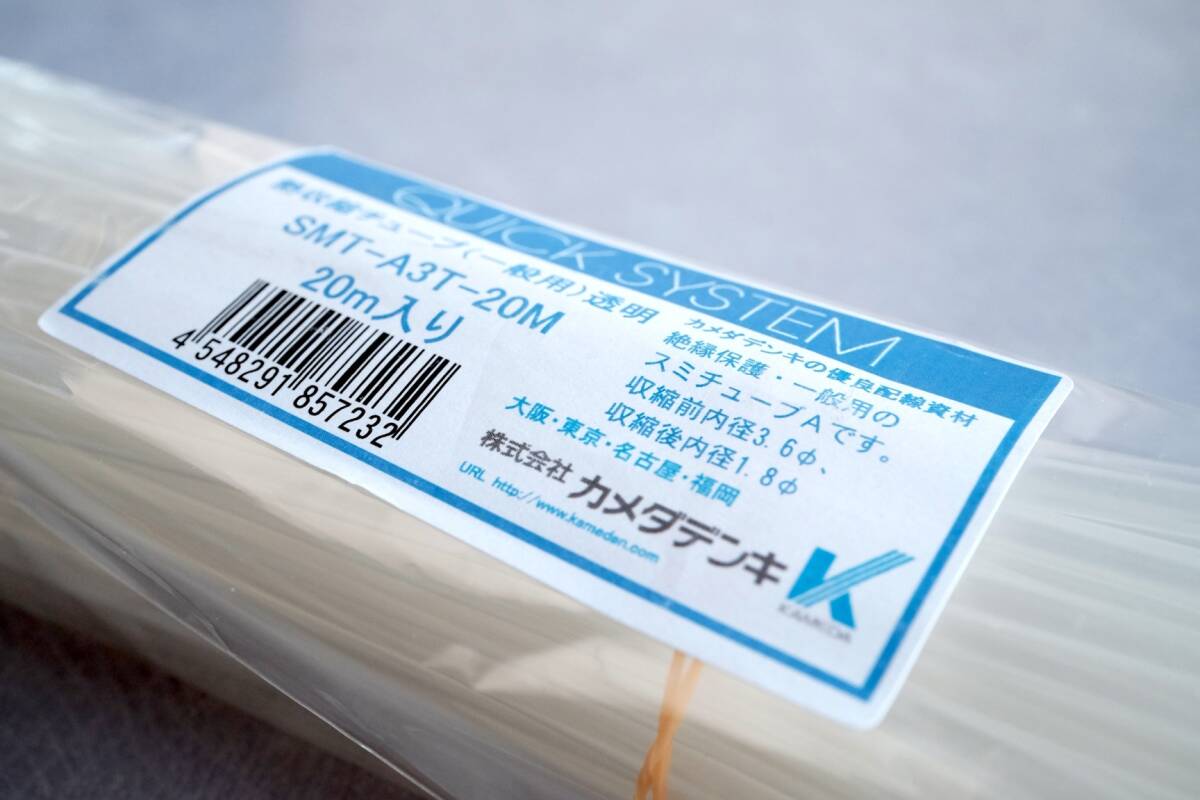 QUICK SYSTEM
熱収縮チューブ(一般用)透明
SMT-A3T-20M
20m入り
4 548291 857232
カメダデンキの優良配線資材
絶縁保護・一般用の
スミチューブAです。
収縮前内径3.6φ、
収縮後内径1.8φ
大阪・東京・名古屋・福岡
株式会社 カメダデンキ
URL http://www.kameden.com
KAMEDA